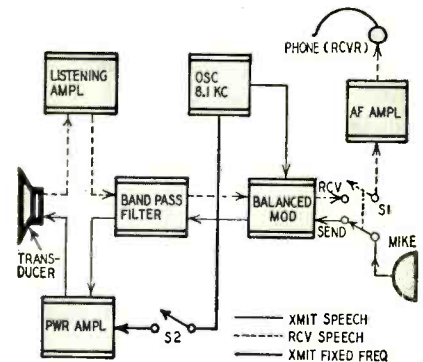 PHONE (RCVR)
LISTENING
AMPL
OSC
8.1 KC
AF AMPL
BAND PASS
FILTER
BALANCED
MOD
RCV
S1
SEND
MIKE
TRANS-
DUCER
PWR AMPL
S2
XMIT SPEECH
RCV SPEECH
XMIT FIXED FREQ